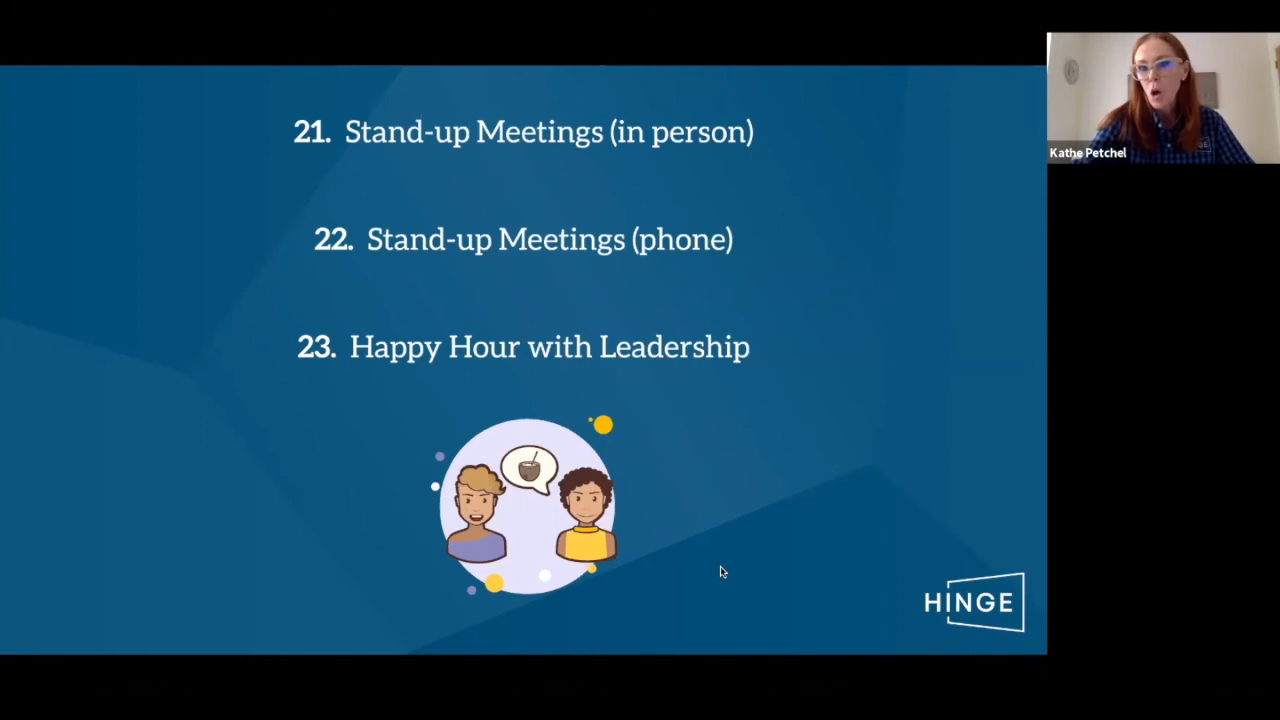 21. Stand-up Meetings (in person)
22. Stand-up Meetings (phone)
23. Happy Hour with Leadership
HINGE
Kathe Petchel